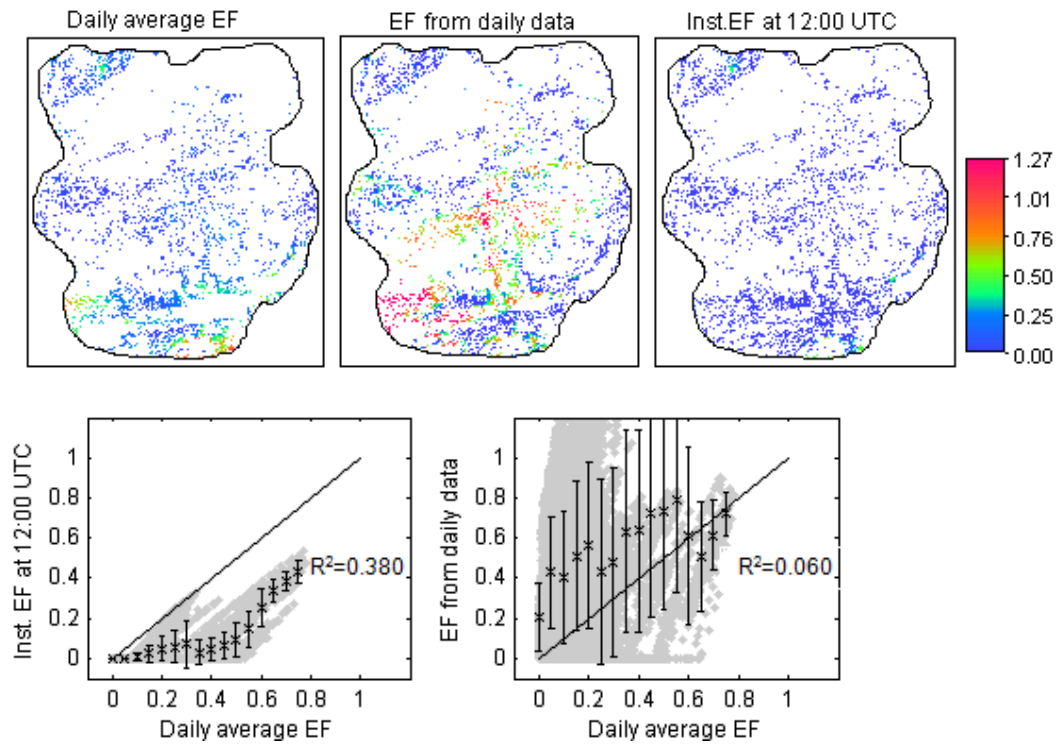 Daily average EF
EF from daily data
Inst.EF at 12:00 UTC
1.27
1.01
0.76
0.50
0.25
0.00
Inst. EF at 12:00 UTC
1
0.8
0.6
0.4
0.2
0
R²=0.380
0 0.2 0.4 0.6 0.8 1
Daily average EF
EF from daily data
1
0.8
0.6
0.4
0.2
0
R²=0.060
0 0.2 0.4 0.6 0.8 1
Daily average EF